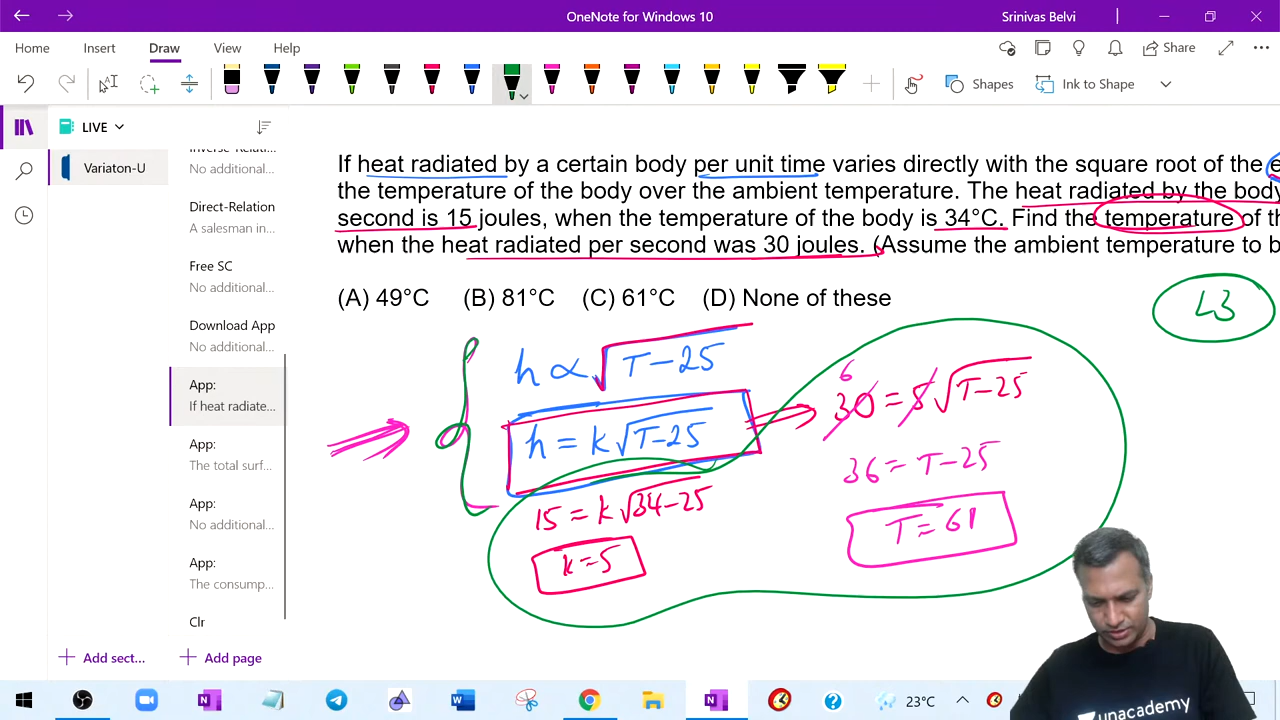 OneNote for Windows 10
Srinivas Belvi
Home Insert Draw View Help
Share
Shapes
Ink to Share
LIVE
Variaton-U
No additional...
Direct-Relation
A salesman in...
Free SC
No additional...
Download App
No additional...
App:
If heat radiate...
App:
The total surf...
App:
No additional...
App:
The consump...
Clr
Add sect...
Add page
If heat radiated by a certain body per unit time varies directly with the square root of the
the temperature of the body over the ambient temperature. The heat radiated by the body
second is 15 joules, when the temperature of the body is 34°C. Find the temperature of
when the heat radiated per second was 30 joules. (Assume the ambient temperature to
(A) 49°C (B) 81°C (C) 61°C (D) None of these
L3
h ∝ √T-25
h = k√T-25
15 = k√34-25
k=5
6
30 = 5√T-25
36 = T-25
T = 61
unacademy
23°C